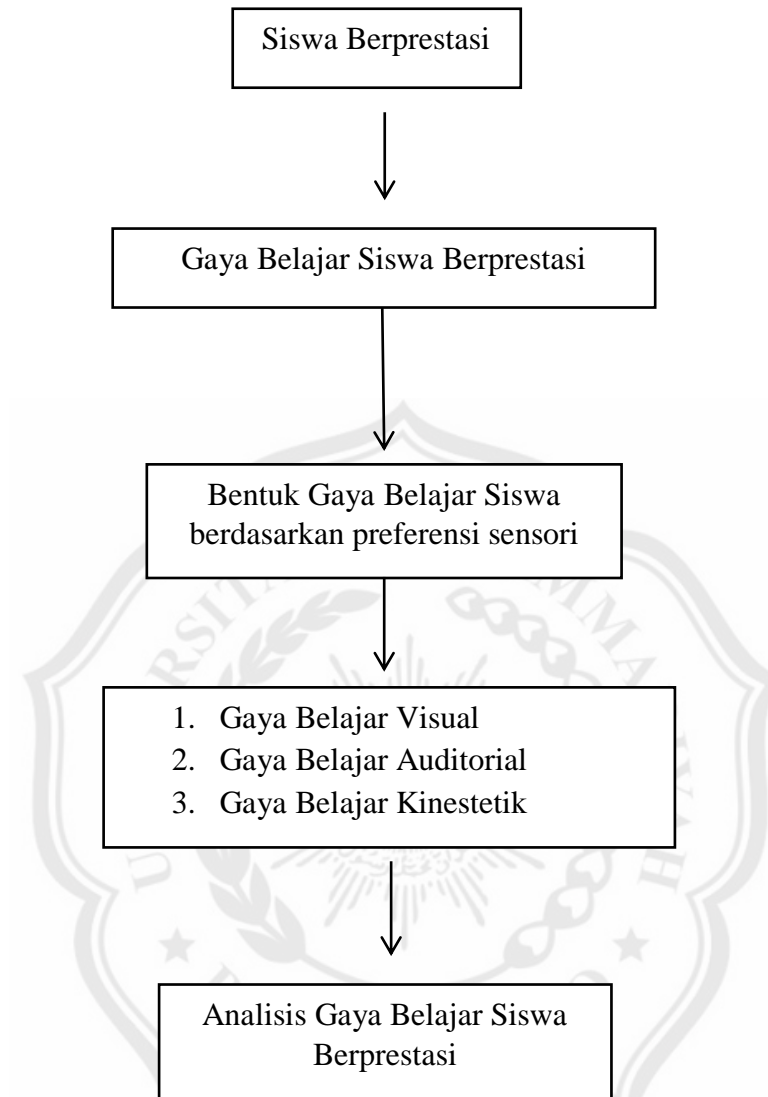 Siswa Berprestasi
Gaya Belajar Siswa Berprestasi
Bentuk Gaya Belajar Siswa
berdasarkan preferensi sensori
1. Gaya Belajar Visual
2. Gaya Belajar Auditorial
3. Gaya Belajar Kinestetik
Analisis Gaya Belajar Siswa
Berprestasi